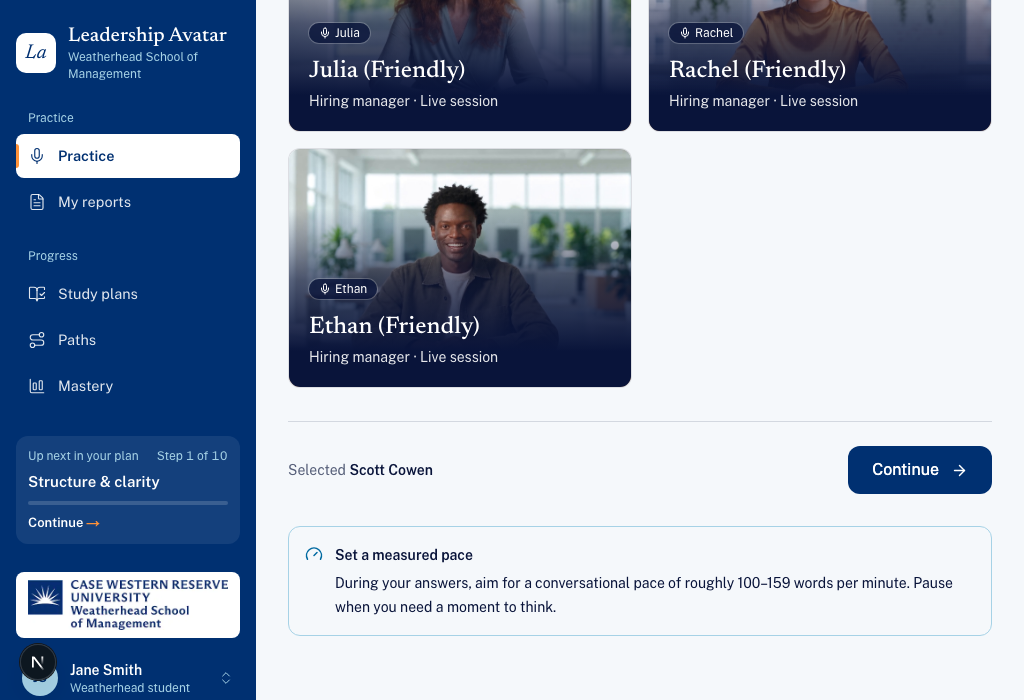 La
Leadership Avatar
Weatherhead School of
Management
Practice
Practice
My reports
Progress
Study plans
Paths
Mastery
Up next in your plan Step 1 of 10
Structure & clarity
Continue →
CASE WESTERN RESERVE
UNIVERSITY
Weatherhead School
of Management
N
Jane Smith
Weatherhead student
Julia
Julia (Friendly)
Hiring manager · Live session
Rachel
Rachel (Friendly)
Hiring manager · Live session
Ethan
Ethan (Friendly)
Hiring manager · Live session
Selected Scott Cowen
Continue →
Set a measured pace
During your answers, aim for a conversational pace of roughly 100–159 words per minute. Pause
when you need a moment to think.